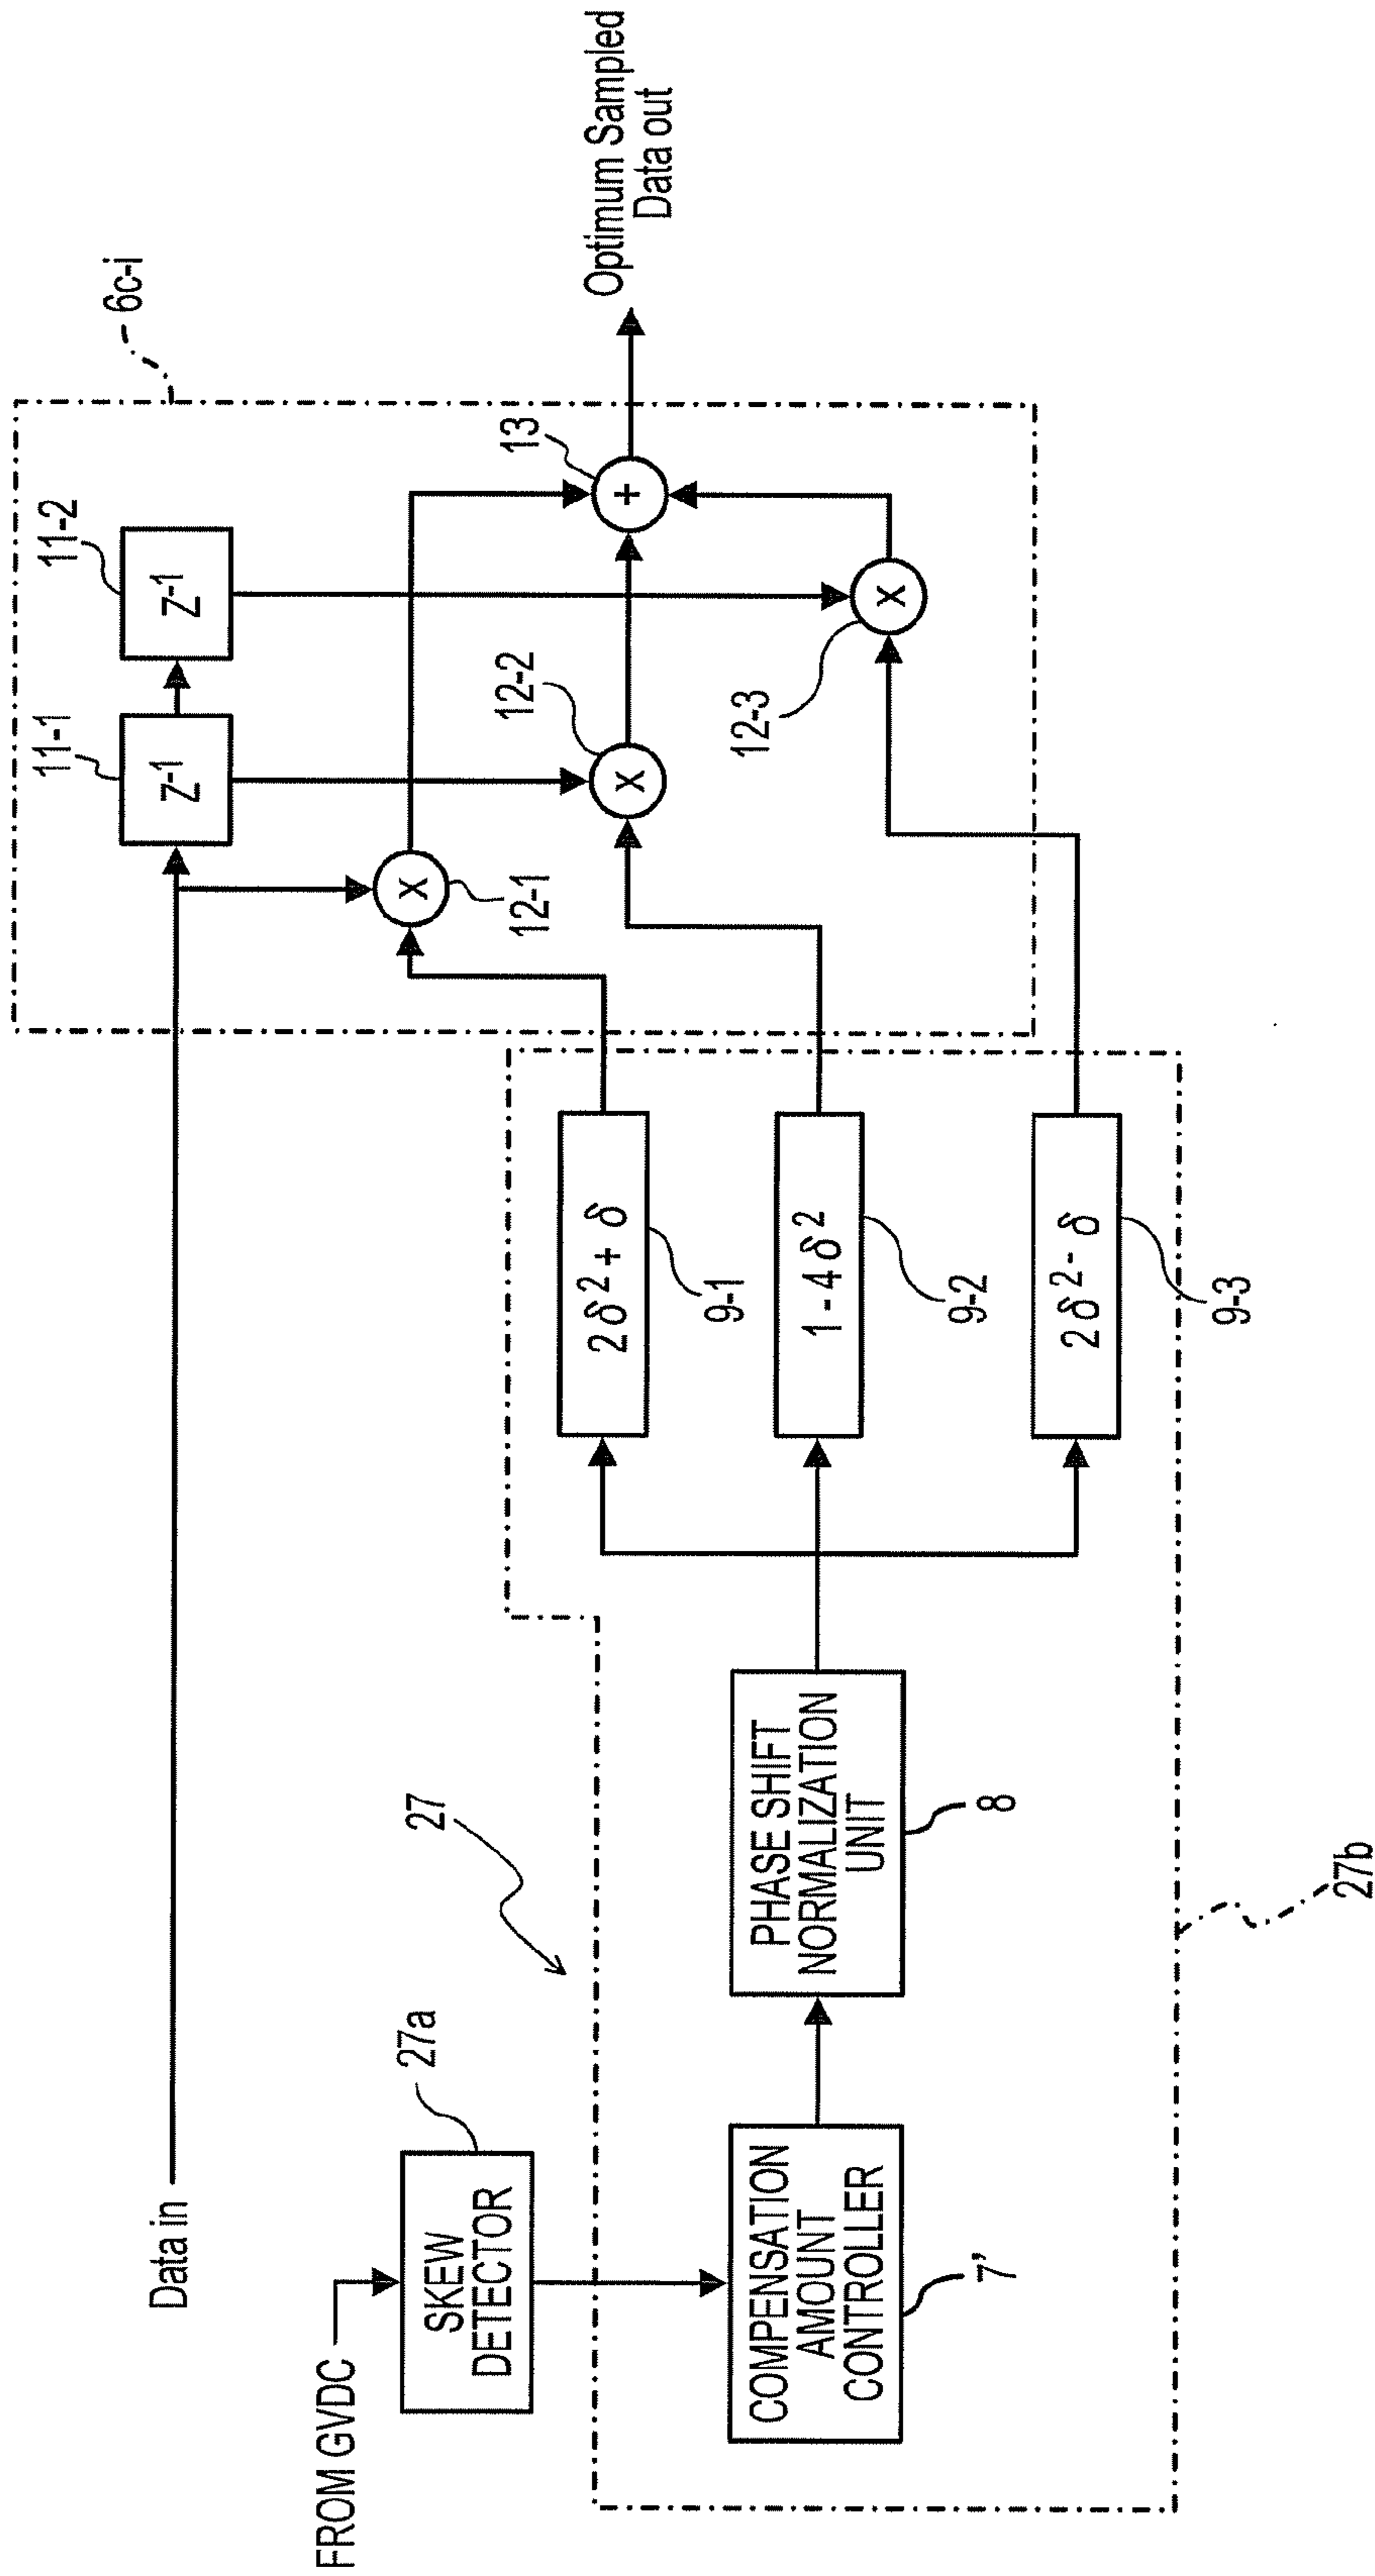 6c-i
11-1
11-2
Z-1
Z-1
13
+
Optimum Sampled
Data out
12-2
X
12-3
X
X
12-1
Data in
2δ²+δ
9-1
1-4δ²
9-2
2δ²-δ
9-3
27
27a
FROM GVDC
SKEW
DETECTOR
COMPENSATION
AMOUNT
CONTROLLER
7'
PHASE SHIFT
NORMALIZATION
UNIT
8
27b